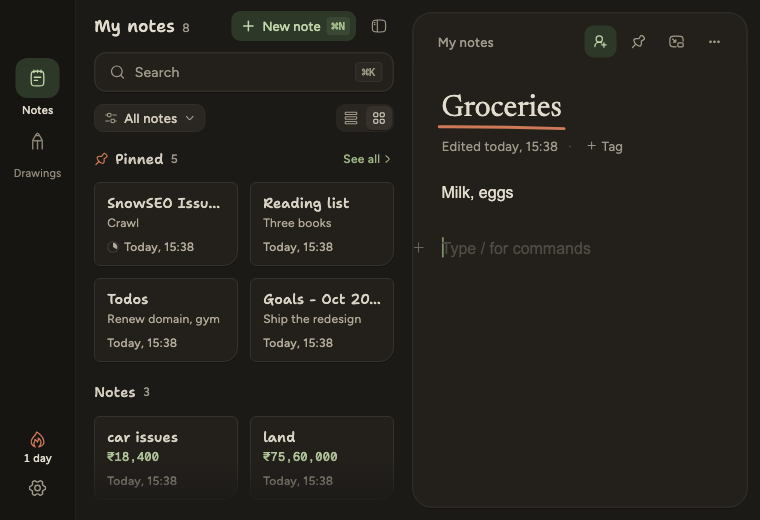 My notes 8
+ New note ⌘N
Search ⌘K
All notes
Pinned 5
See all >
SnowSEO Issu...
Crawl
Today, 15:38
Reading list
Three books
Today, 15:38
Todos
Renew domain, gym
Today, 15:38
Goals - Oct 20...
Ship the redesign
Today, 15:38
Notes 3
car issues
₹18,400
Today, 15:38
land
₹75,60,000
Today, 15:38
Notes
Drawings
1 day
My notes
Groceries
Edited today, 15:38 · + Tag
Milk, eggs
Type / for commands